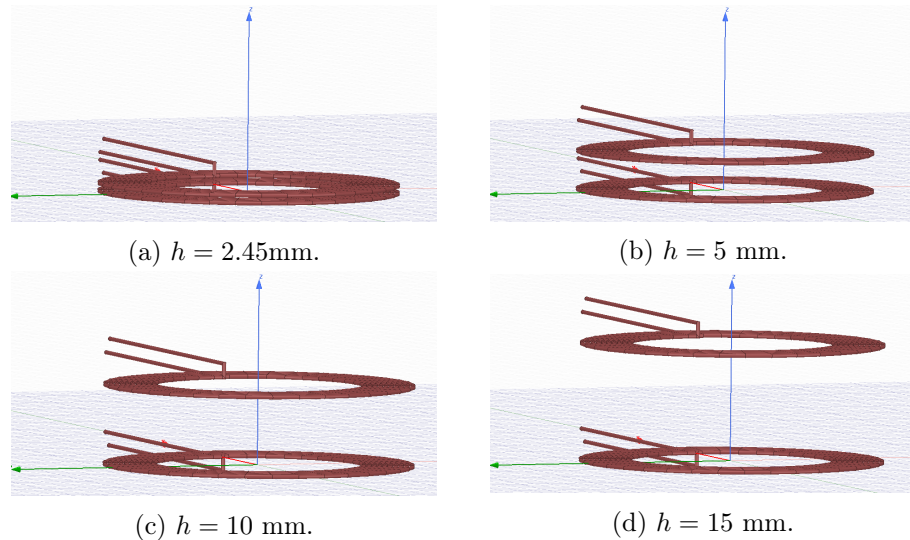 z
z
(a) h = 2.45mm.
(b) h = 5 mm.
z
z
(c) h = 10 mm.
(d) h = 15 mm.